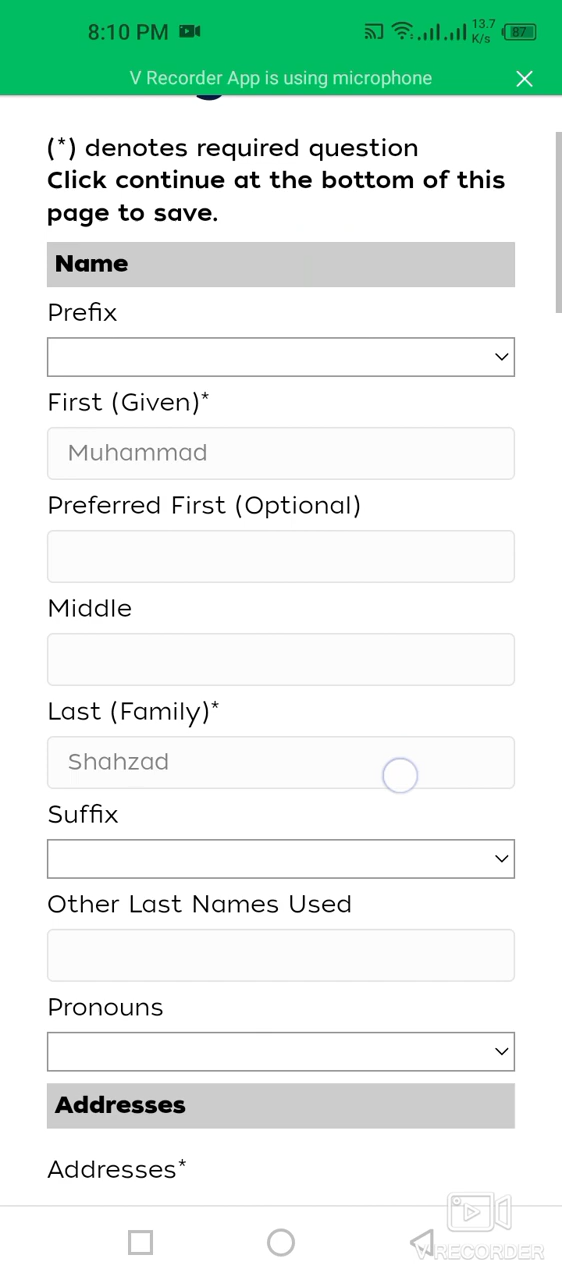 8:10 PM 13.7 K/s 87
V Recorder App is using microphone
(*) denotes required question
Click continue at the bottom of this
page to save.
Name
Prefix
First (Given)*
Muhammad
Preferred First (Optional)
Middle
Last (Family)*
Shahzad
Suffix
Other Last Names Used
Pronouns
Addresses
Addresses*
V RECORDER